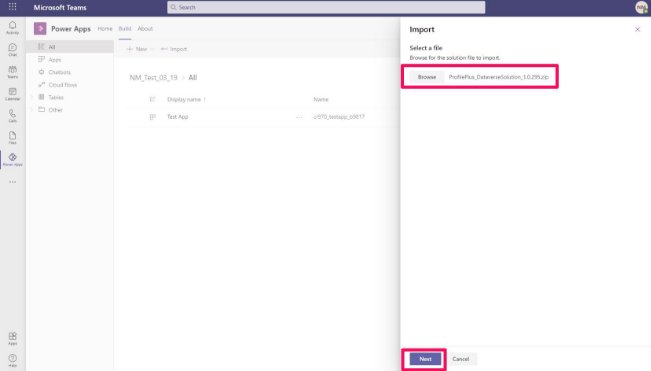 Microsoft Teams
Search
NM
Activity
Chat
Teams
Calendar
Calls
Files
Power Apps
...
Apps
Help
Power Apps Home Build About
All
Apps
Chatbots
Cloud flows
Tables
Other
+ New
Import
NM_Test_03_19 > All
Display name ↑
Name
Test App
...
Import
×
Select a file
Browse for the solution file to import.
Browse
ProfilePlus_DataverseSolution_1.0.295.zip
Next
Cancel